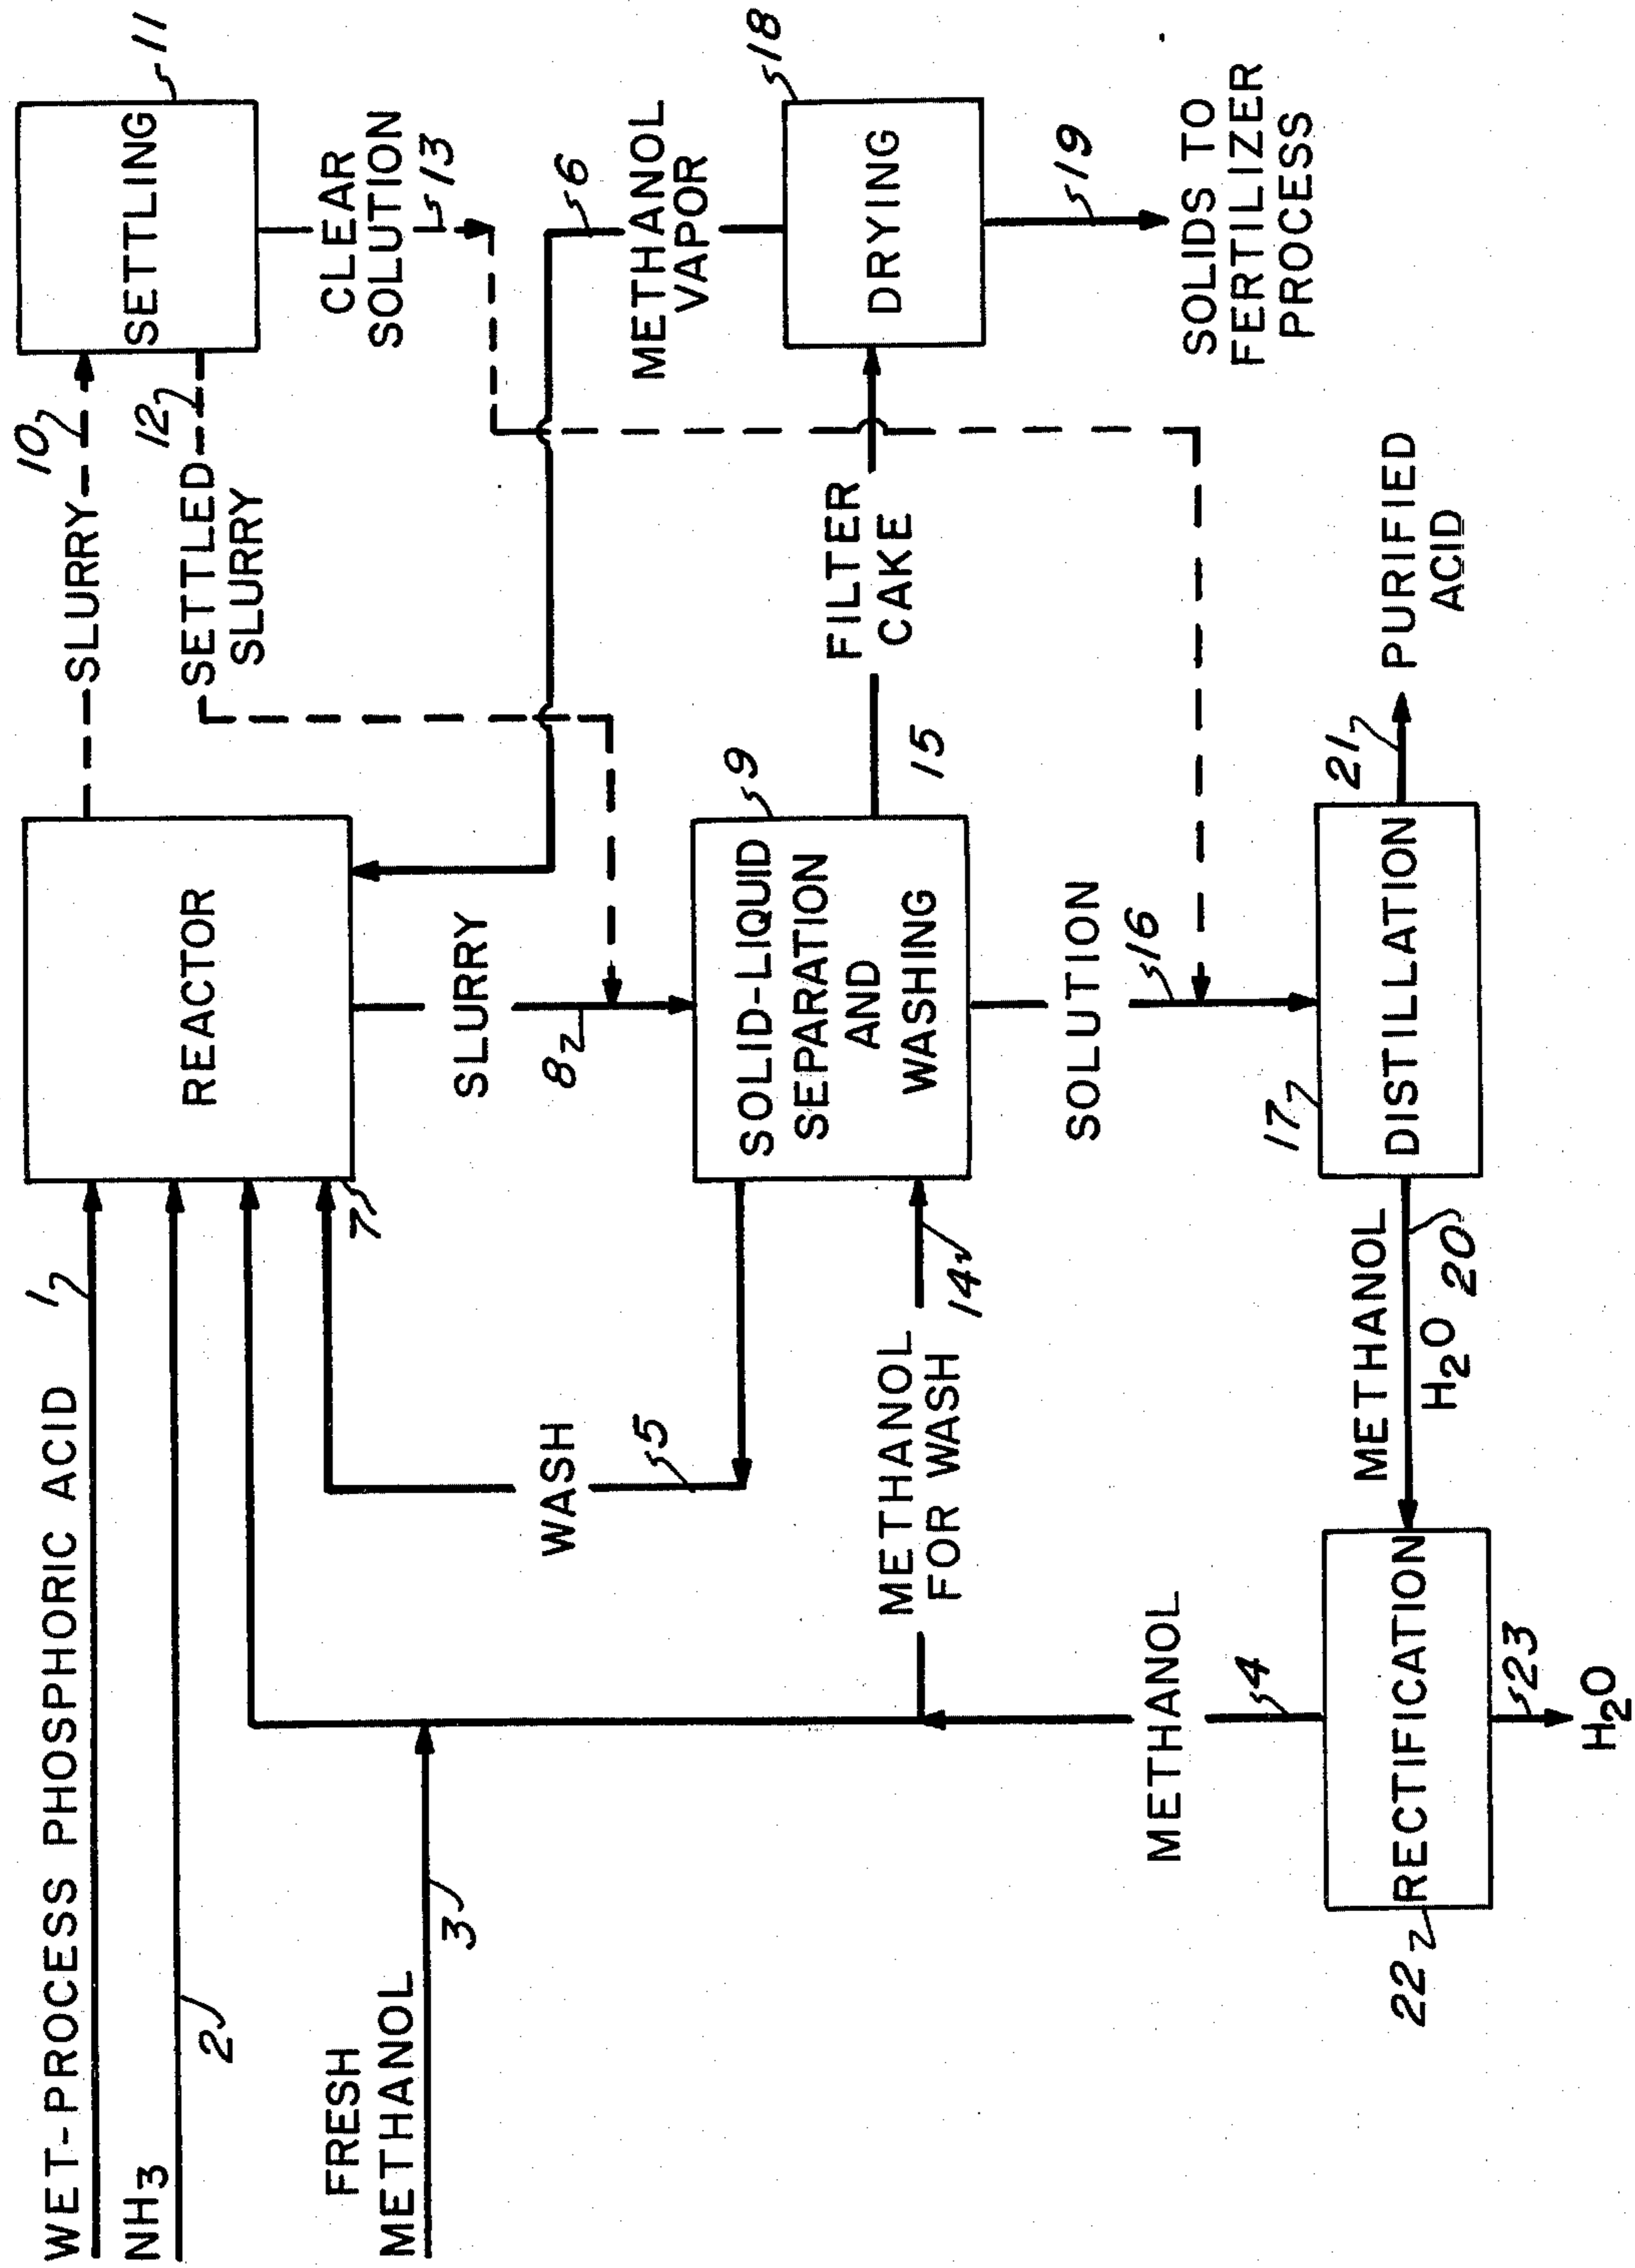 WET-PROCESS PHOSPHORIC ACID
1
NH3
2
FRESH
METHANOL
3
REACTOR
7
SLURRY
10
SETTLING
11
SETTLED
SLURRY
12
CLEAR
SOLUTION
13
SLURRY
8
WASH
5
METHANOL
VAPOR
6
SOLID-LIQUID
SEPARATION
AND
WASHING
9
METHANOL
FOR WASH
14
FILTER
CAKE
15
DRYING
18
SOLIDS TO
FERTILIZER
PROCESS
19
SOLUTION
16
METHANOL
4
DISTILLATION
17
METHANOL
H2O
20
PURIFIED
ACID
21
RECTIFICATION
22
H2O
23